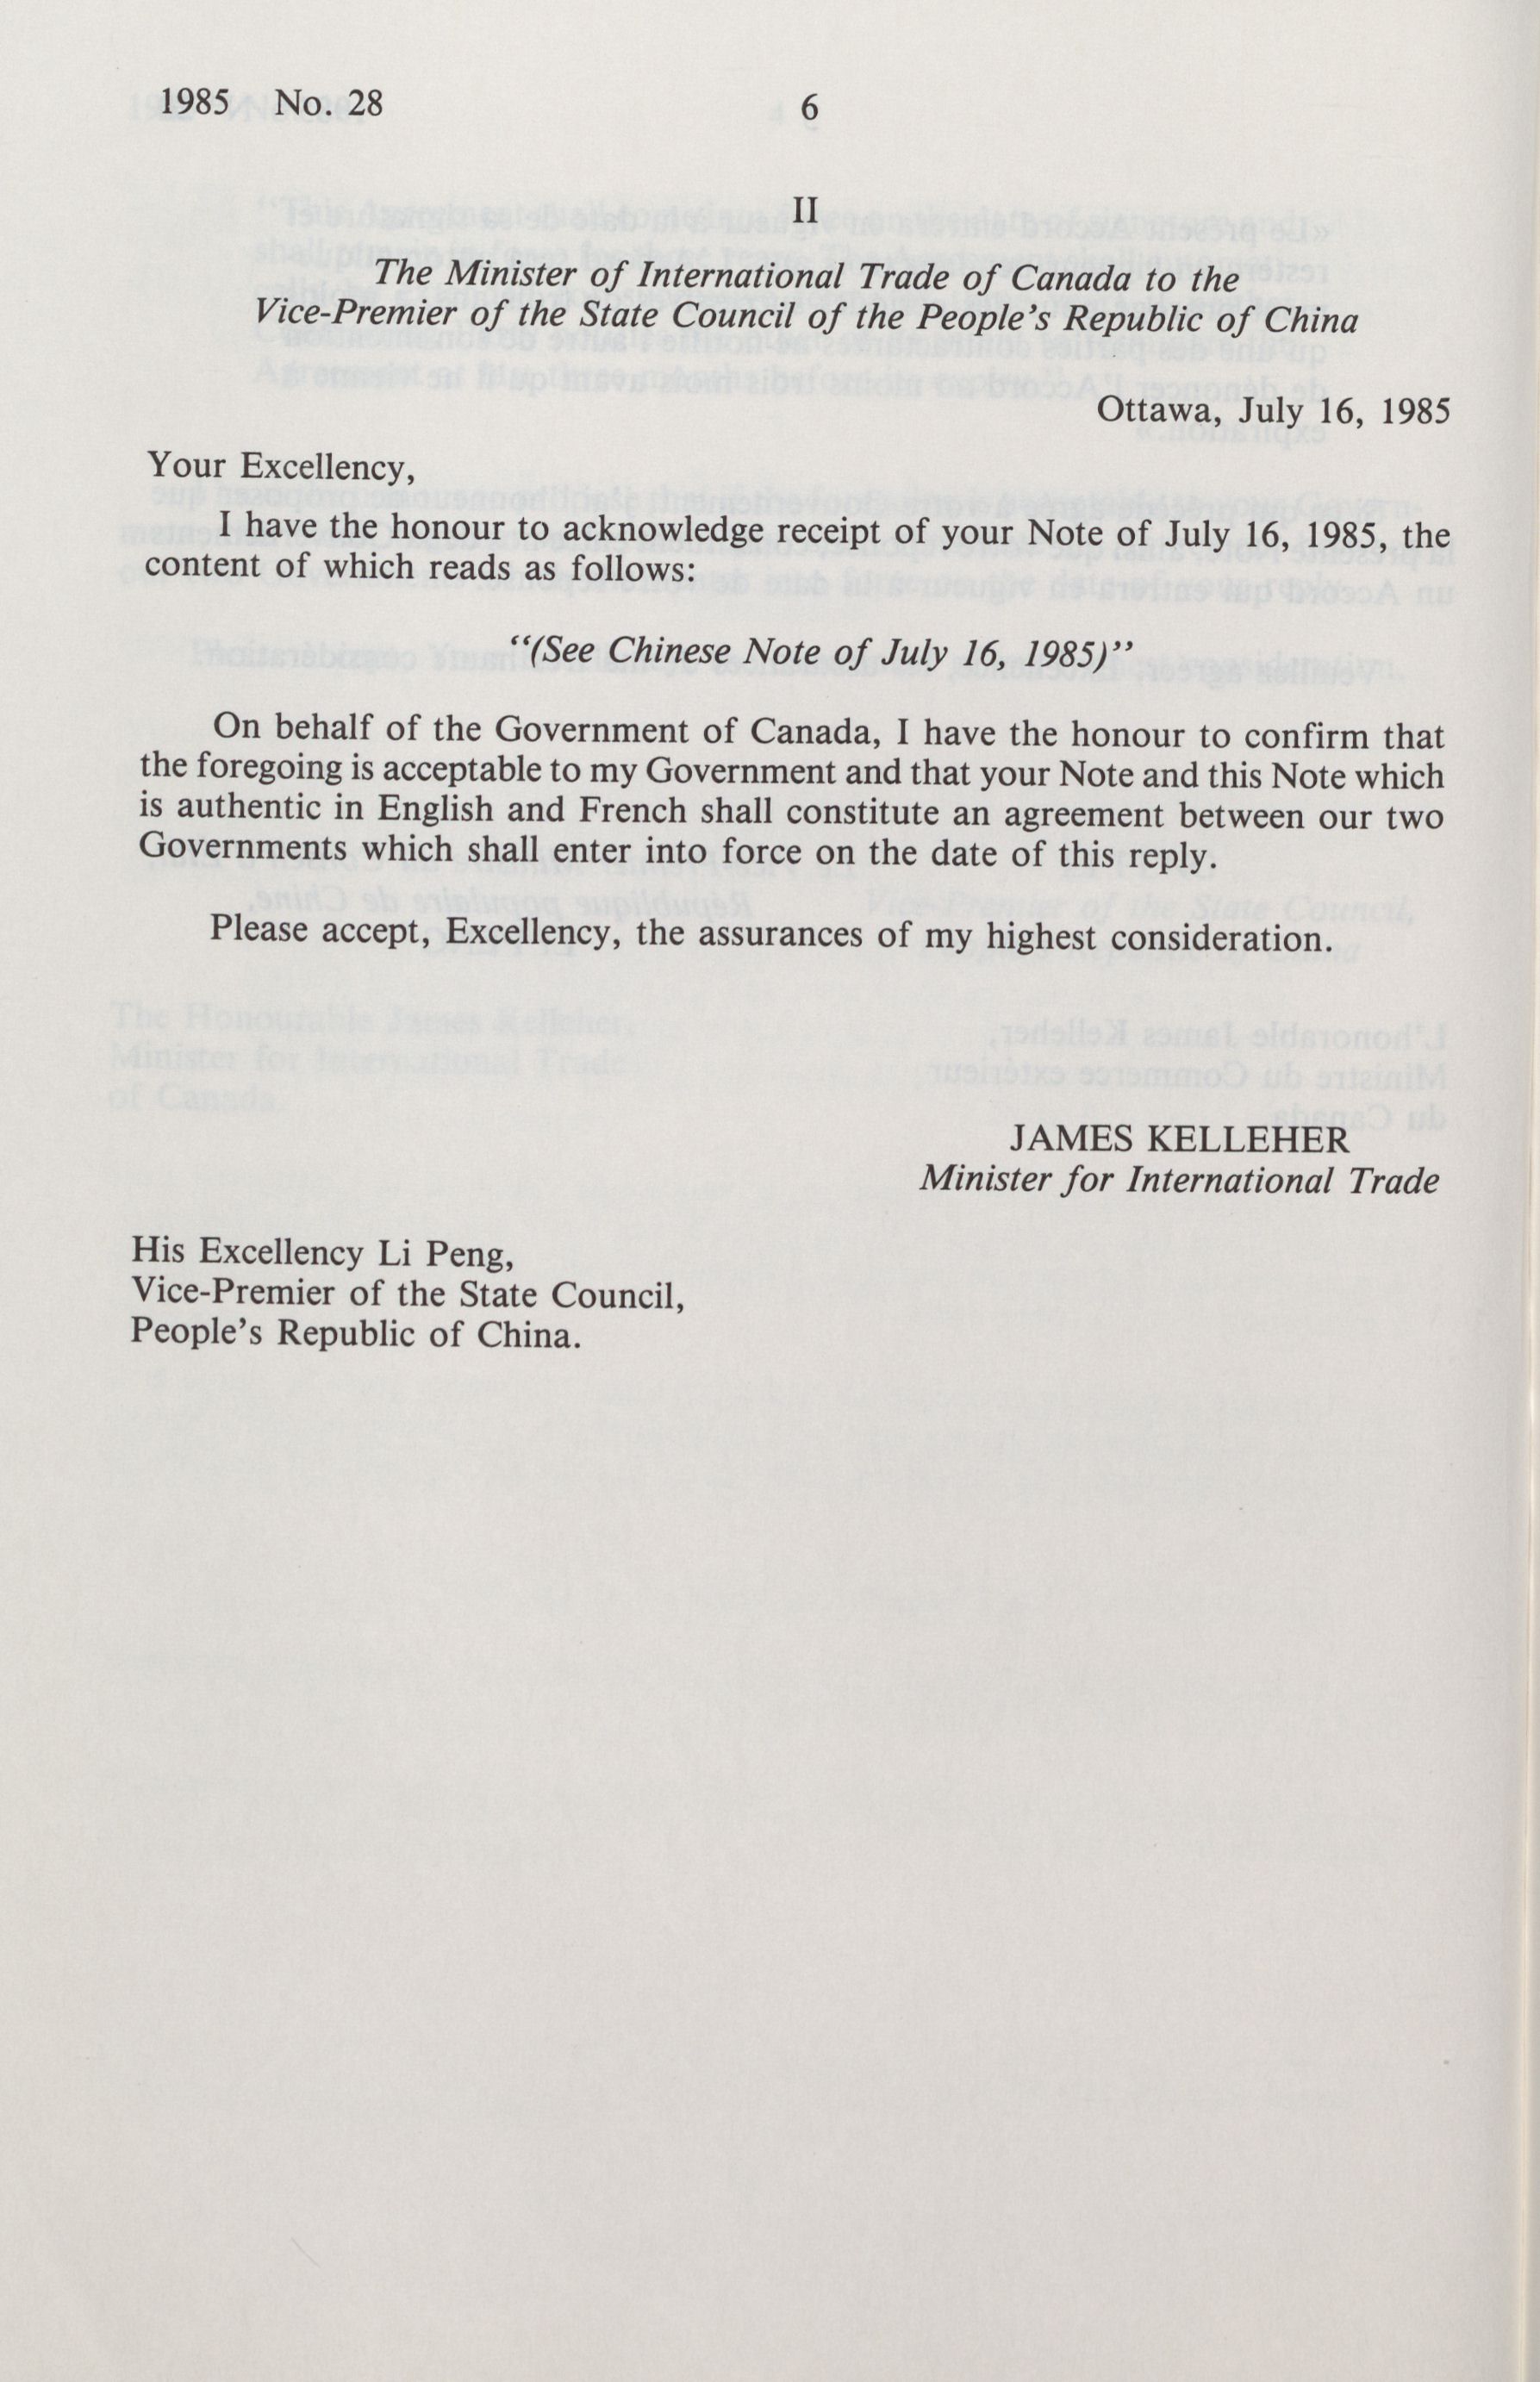 1985 No. 28
6
II
The Minister of International Trade of Canada to the
Vice-Premier of the State Council of the People's Republic of China
Ottawa, July 16, 1985
Your Excellency,
I have the honour to acknowledge receipt of your Note of July 16, 1985, the
content of which reads as follows:
“(See Chinese Note of July 16, 1985)”
On behalf of the Government of Canada, I have the honour to confirm that
the foregoing is acceptable to my Government and that your Note and this Note which
is authentic in English and French shall constitute an agreement between our two
Governments which shall enter into force on the date of this reply.
Please accept, Excellency, the assurances of my highest consideration.
JAMES KELLEHER
Minister for International Trade
His Excellency Li Peng,
Vice-Premier of the State Council,
People's Republic of China.